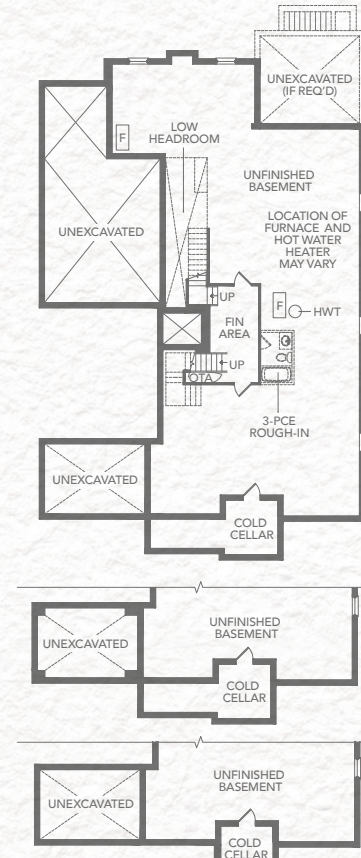 UNEXCAVATED
(IF REQ'D)
F
LOW
HEADROOM
UNFINISHED
BASEMENT
UNEXCAVATED
LOCATION OF
FURNACE AND
HOT WATER
HEATER
MAY VARY
UP
F
HWT
FIN
AREA
UP
OTA
3-PCE
ROUGH-IN
UNEXCAVATED
COLD
CELLAR
UNFINISHED
BASEMENT
UNEXCAVATED
COLD
CELLAR
UNFINISHED
BASEMENT
UNEXCAVATED
COLD
CELLAR